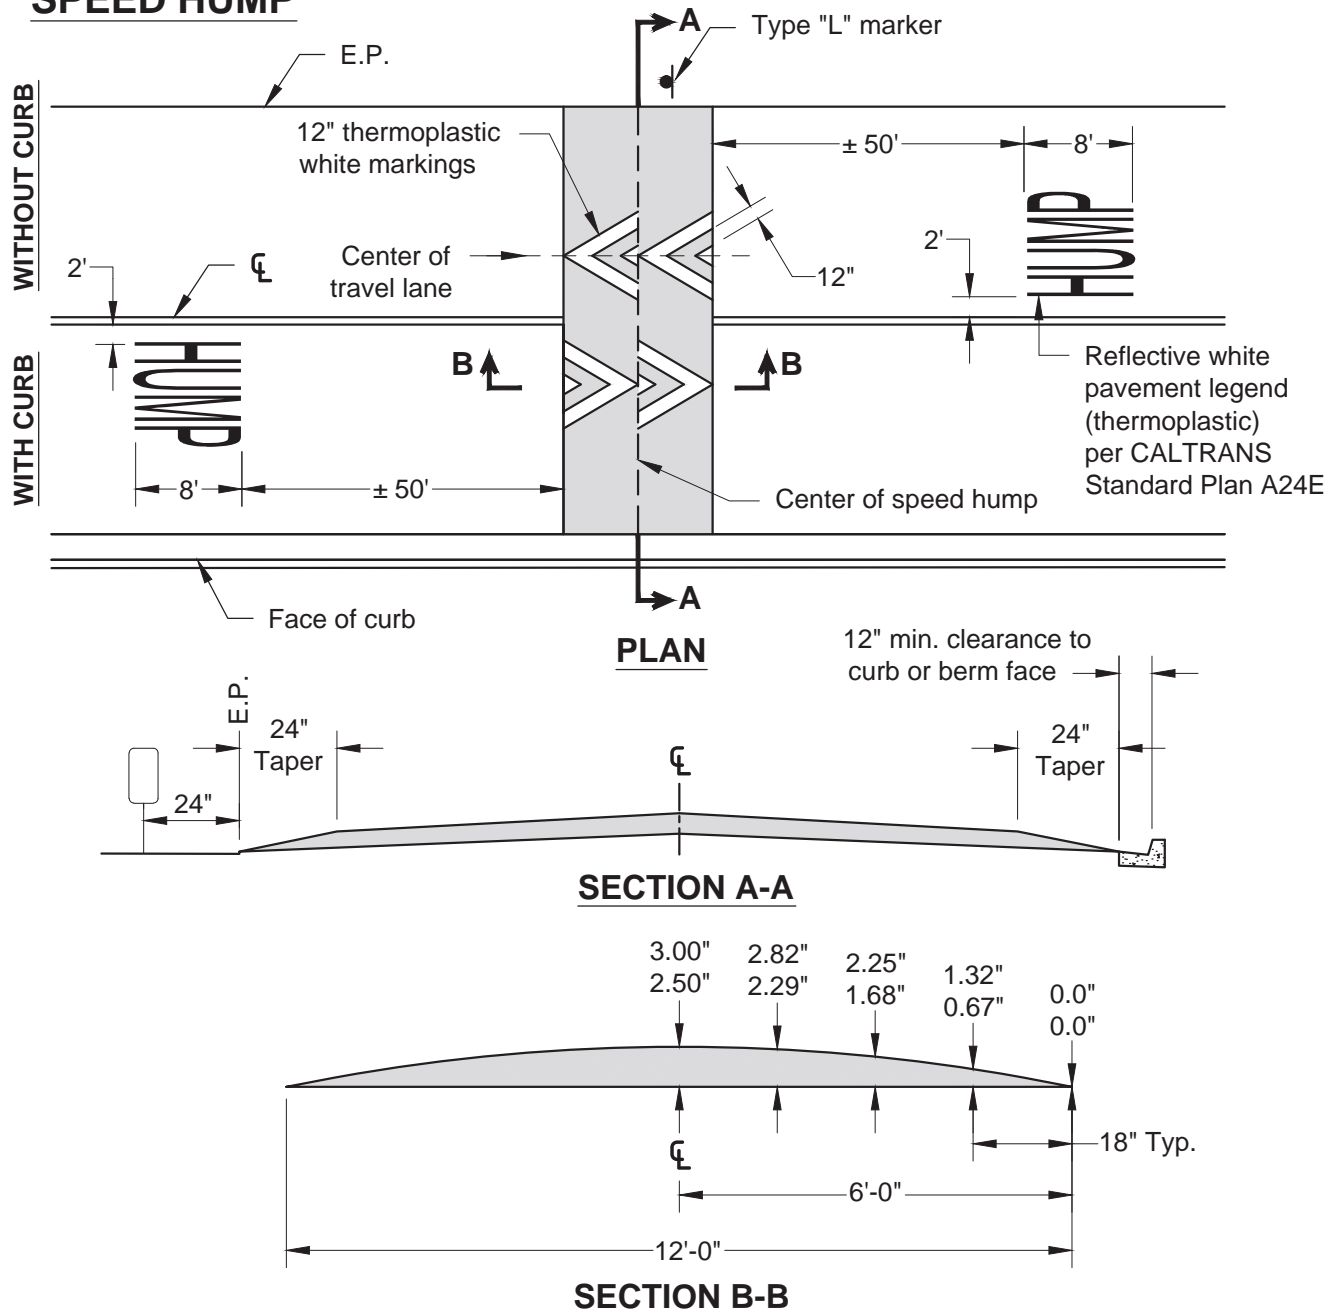 SPEED HUMP
A
Type "L" marker
E.P.
WITHOUT CURB
12" thermoplastic
white markings
± 50'
8'
HUMP
2'
2'
℄
Center of
travel lane
12"
WITH CURB
HUMP
B
B
Reflective white
pavement legend
(thermoplastic)
per CALTRANS
Standard Plan A24E
8'
± 50'
Center of speed hump
A
Face of curb
PLAN
12" min. clearance to
curb or berm face
E.P.
24"
Taper
℄
24"
Taper
24"
SECTION A-A
3.00"
2.50"
2.82"
2.29"
2.25"
1.68"
1.32"
0.67"
0.0"
0.0"
℄
18" Typ.
6'-0"
12'-0"
SECTION B-B